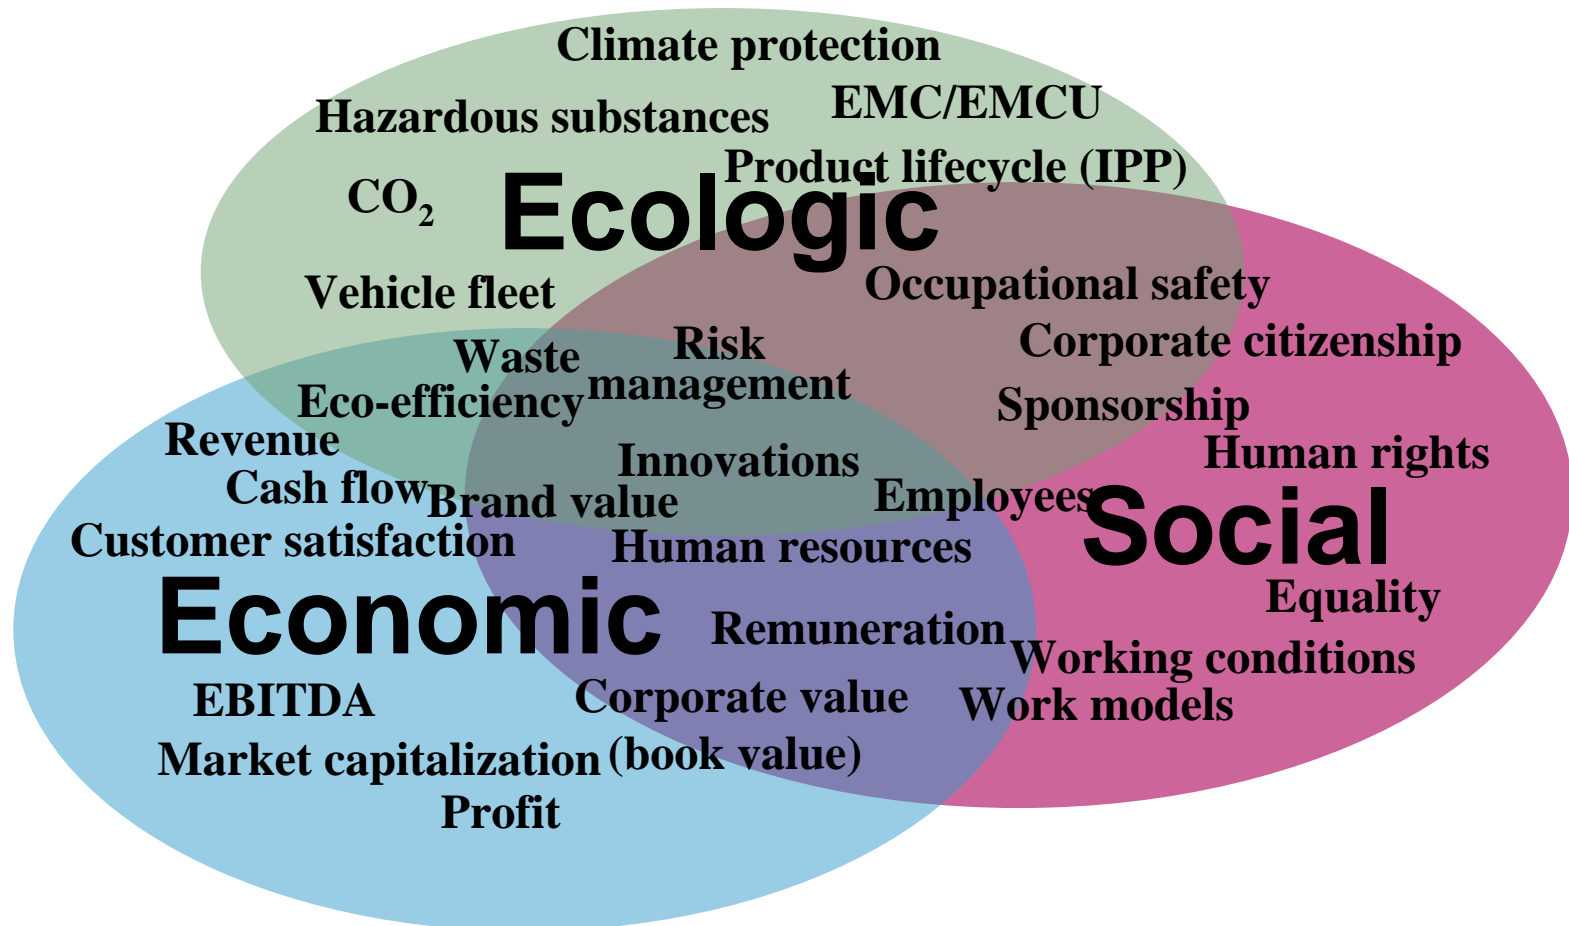 Climate protection
EMC/EMCU
Hazardous substances
Product lifecycle (IPP)
CO₂
Ecologic
Vehicle fleet
Occupational safety
Waste
Risk
management
Corporate citizenship
Eco-efficiency
Sponsorship
Revenue
Innovations
Human rights
Cash flow
Brand value
Employees
Social
Customer satisfaction
Human resources
Economic
Equality
Remuneration
Working conditions
EBITDA
Corporate value
Work models
Market capitalization
(book value)
Profit